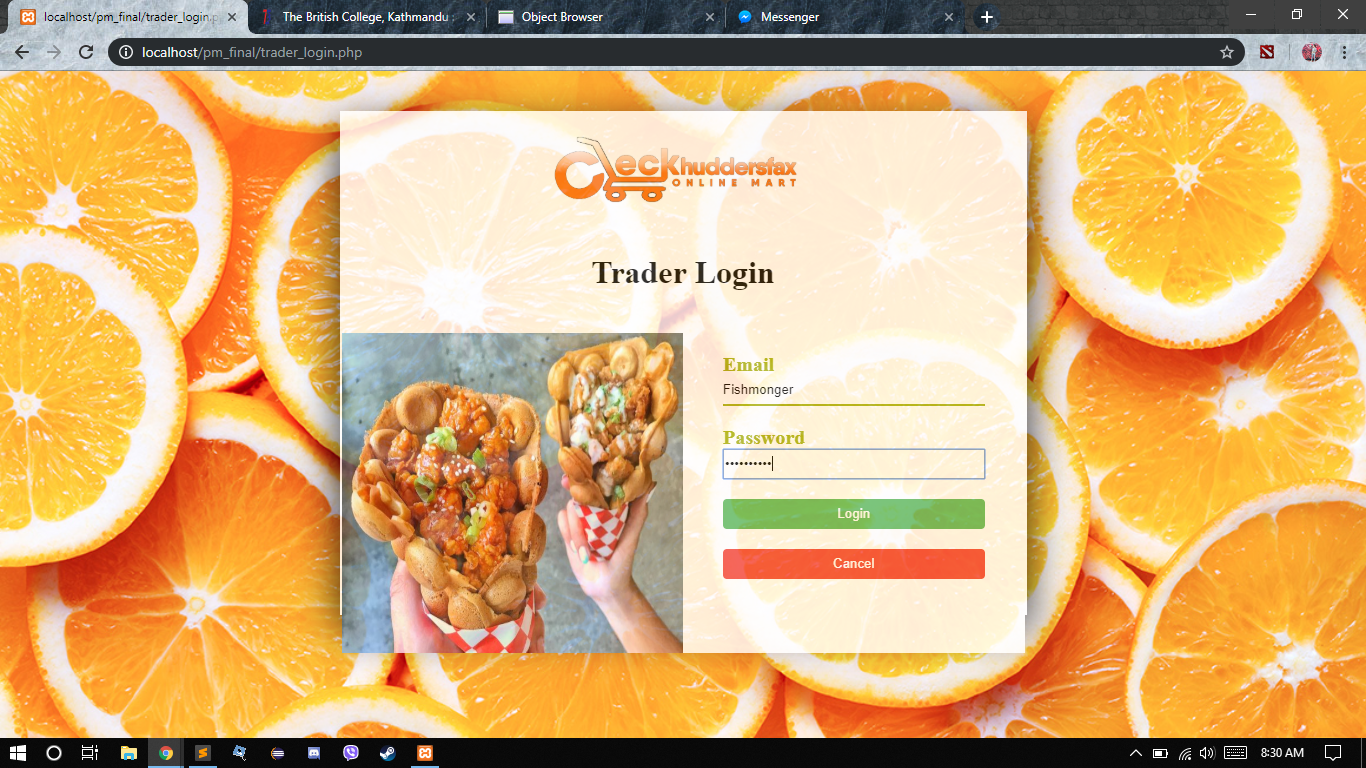 localhost/pm_final/trader_login.p
The British College, Kathmandu
Object Browser
Messenger
localhost/pm_final/trader_login.php
Checkhuddersfax
ONLINE MART
Trader Login
Email
Fishmonger
Password
••••••••••
Login
Cancel
8:30 AM